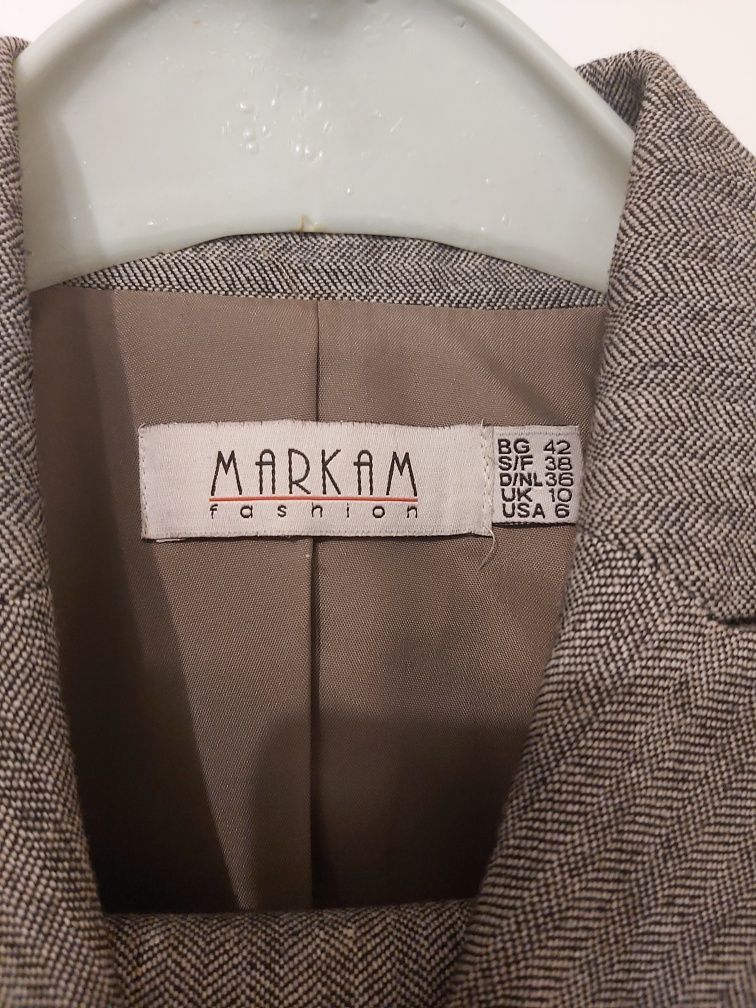 MARKAM
fashion
BG 42
S/F 38
D/NL 36
UK 10
USA 6